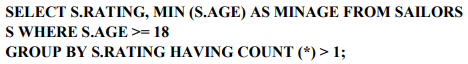 SELECT S.RATING, MIN (S.AGE) AS MINAGE FROM SAILORS
S WHERE S.AGE >= 18
GROUP BY S.RATING HAVING COUNT (*) > 1;